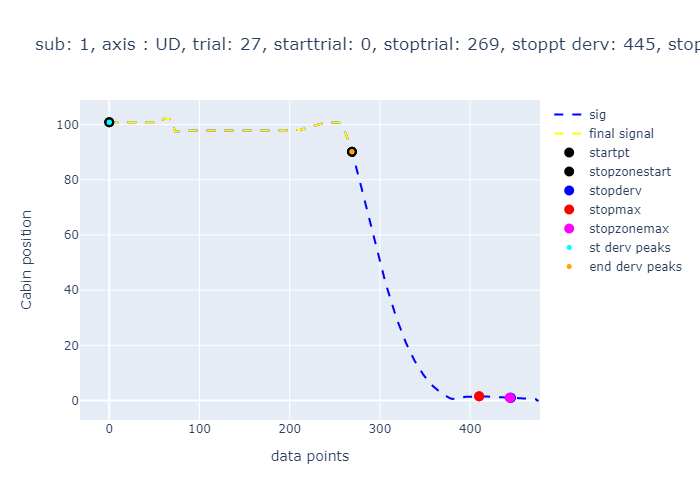 sub: 1, axis : UD, trial: 27, starttrial: 0, stoptrial: 269, stoppt derv: 445, stop
100
80
60
40
20
0
Cabin position
0
100
200
300
400
data points
sig
final signal
startpt
stopzonestart
stopderv
stopmax
stopzonemax
st derv peaks
end derv peaks